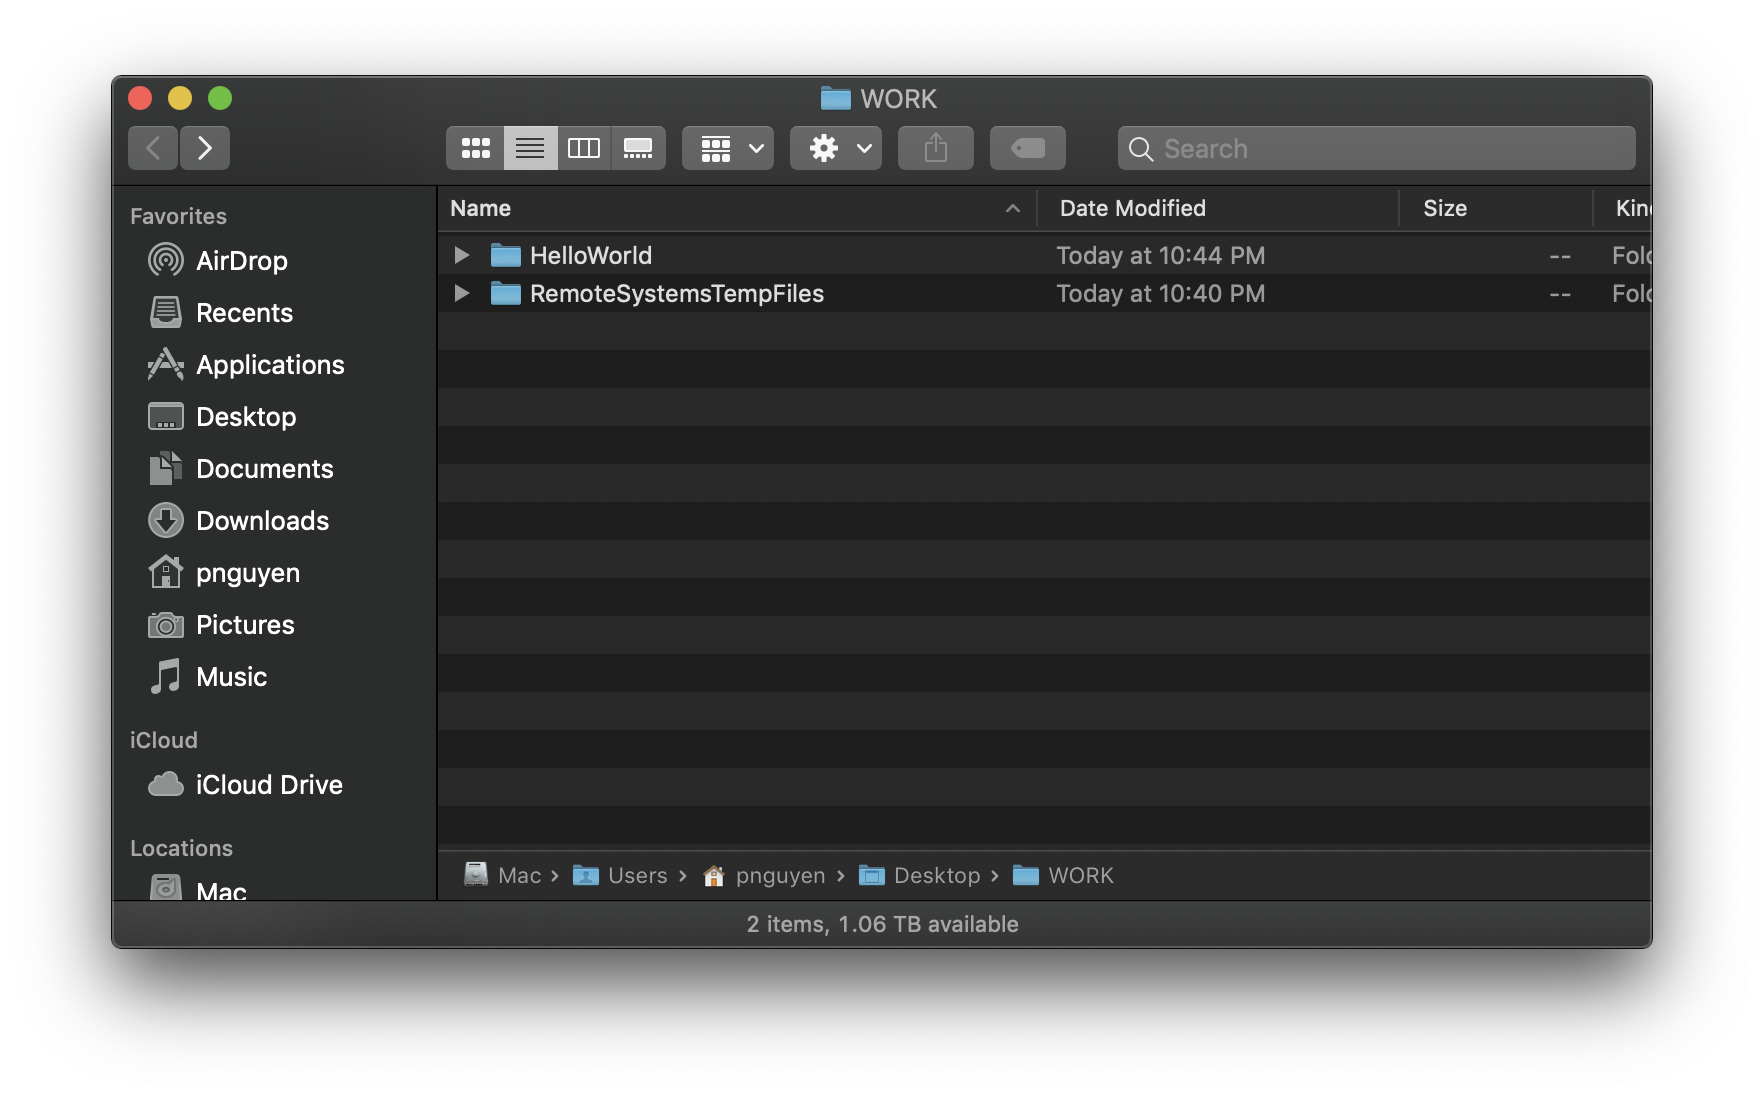 WORK
Search
Favorites
AirDrop
Recents
Applications
Desktop
Documents
Downloads
pnguyen
Pictures
Music
iCloud
iCloud Drive
Locations
Mac
Name Date Modified Size Kin
HelloWorld Today at 10:44 PM -- Fol
RemoteSystemsTempFiles Today at 10:40 PM -- Fol
Mac › Users › pnguyen › Desktop › WORK
2 items, 1.06 TB available